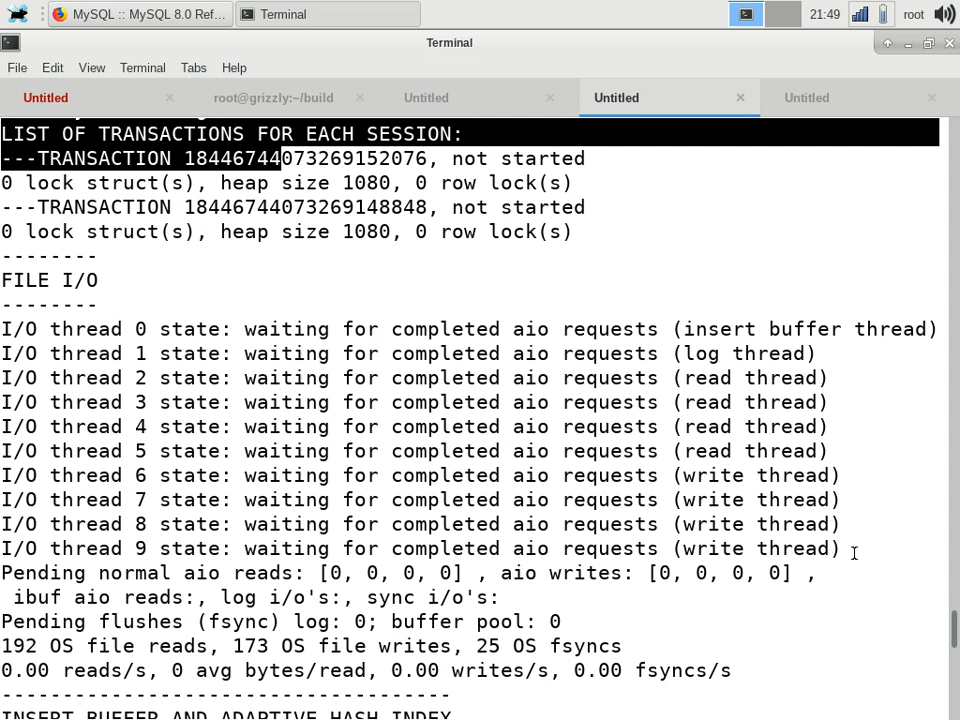 MySQL :: MySQL 8.0 Ref...
Terminal
21:49
root
Terminal
File Edit View Terminal Tabs Help
Untitled
root@grizzly:~/build
Untitled
Untitled
Untitled
LIST OF TRANSACTIONS FOR EACH SESSION:
---TRANSACTION 18446744073269152076, not started
0 lock struct(s), heap size 1080, 0 row lock(s)
---TRANSACTION 18446744073269148848, not started
0 lock struct(s), heap size 1080, 0 row lock(s)
--------
FILE I/O
--------
I/O thread 0 state: waiting for completed aio requests (insert buffer thread)
I/O thread 1 state: waiting for completed aio requests (log thread)
I/O thread 2 state: waiting for completed aio requests (read thread)
I/O thread 3 state: waiting for completed aio requests (read thread)
I/O thread 4 state: waiting for completed aio requests (read thread)
I/O thread 5 state: waiting for completed aio requests (read thread)
I/O thread 6 state: waiting for completed aio requests (write thread)
I/O thread 7 state: waiting for completed aio requests (write thread)
I/O thread 8 state: waiting for completed aio requests (write thread)
I/O thread 9 state: waiting for completed aio requests (write thread)
Pending normal aio reads: [0, 0, 0, 0] , aio writes: [0, 0, 0, 0] ,
 ibuf aio reads:, log i/o's:, sync i/o's:
Pending flushes (fsync) log: 0; buffer pool: 0
192 OS file reads, 173 OS file writes, 25 OS fsyncs
0.00 reads/s, 0 avg bytes/read, 0.00 writes/s, 0.00 fsyncs/s
-------------------------------------
INSERT BUFFER AND ADAPTIVE HASH INDEX